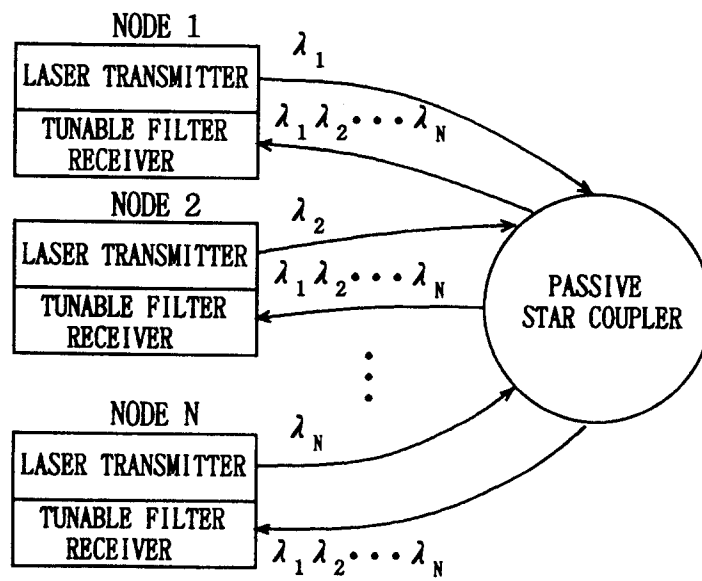 NODE 1
LASER TRANSMITTER
λ1
TUNABLE FILTER
RECEIVER
λ1 λ2 • • • λN
NODE 2
LASER TRANSMITTER
λ2
TUNABLE FILTER
RECEIVER
λ1 λ2 • • • λN
PASSIVE
STAR COUPLER
NODE N
LASER TRANSMITTER
λN
TUNABLE FILTER
RECEIVER
λ1 λ2 • • • λN